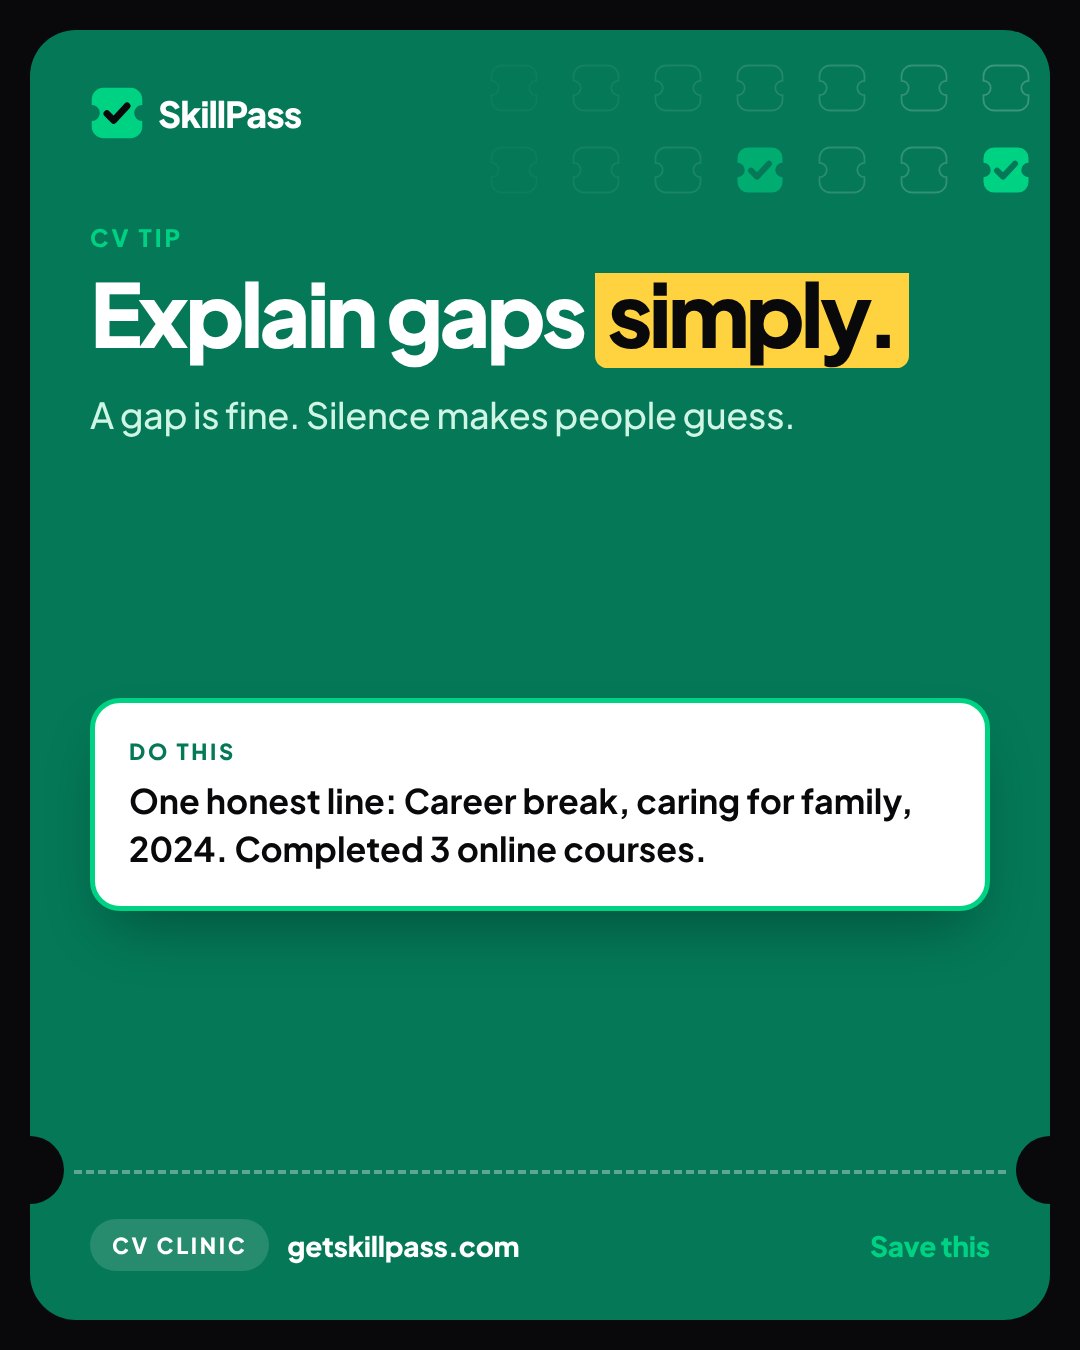 SkillPass
CV TIP
Explain gaps simply.
A gap is fine. Silence makes people guess.
DO THIS
One honest line: Career break, caring for family,
2024. Completed 3 online courses.
CV CLINIC getskillpass.com Save this